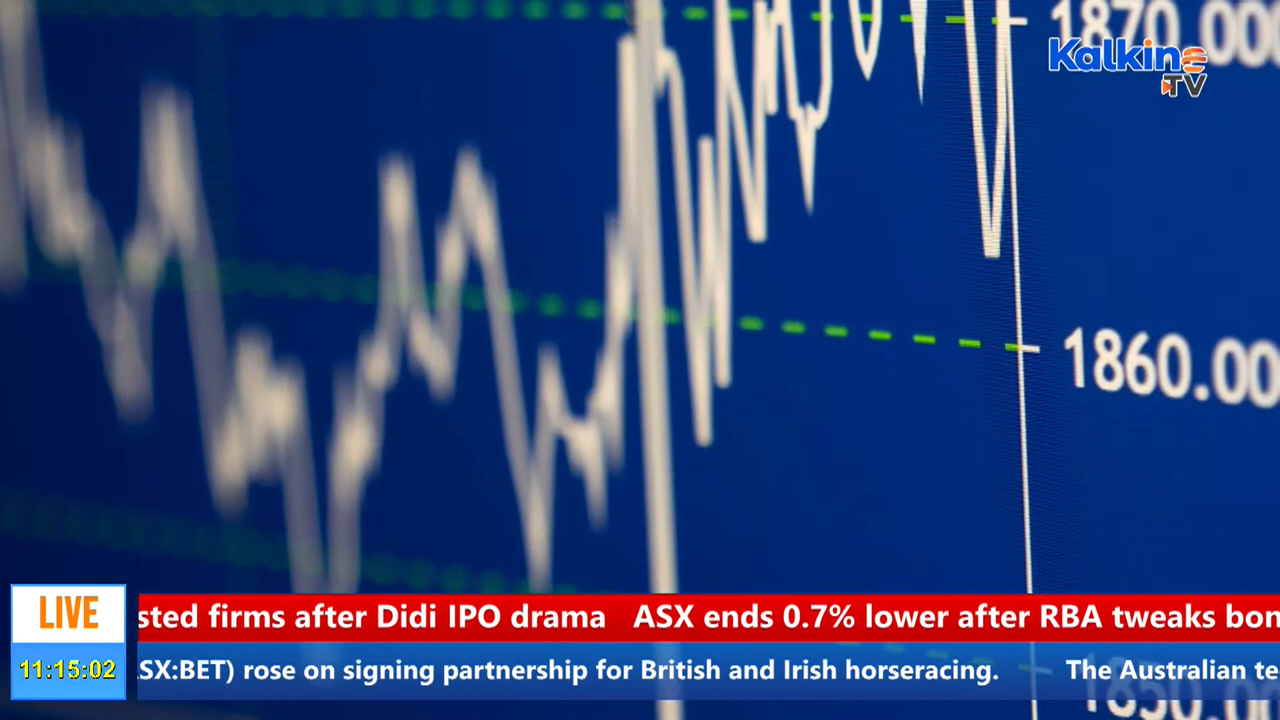 1870.00
Kalkine
TV
1860.00
LIVE
sted firms after Didi IPO drama ASX ends 0.7% lower after RBA tweaks bon
11:15:02
SX:BET) rose on signing partnership for British and Irish horseracing. The Australian te
1850.00